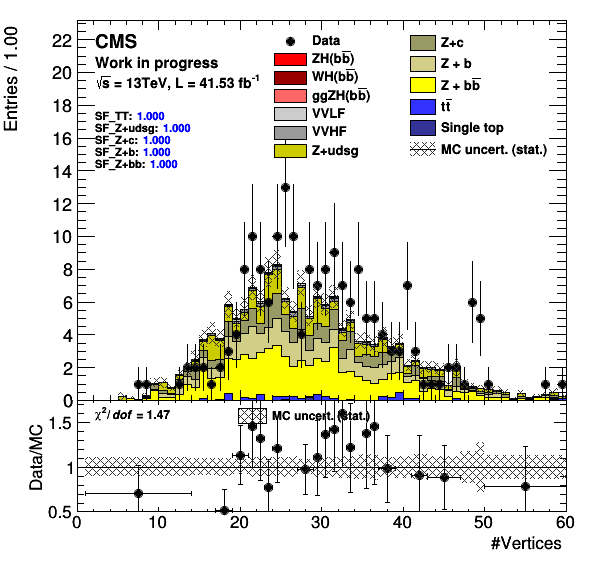 Entries / 1.00
22
20
18
16
14
12
10
8
6
4
2
0
CMS
Work in progress
√s = 13TeV, L = 41.53 fb⁻¹
SF_TT: 1.000
SF_Z+udsg: 1.000
SF_Z+c: 1.000
SF_Z+b: 1.000
SF_Z+bb: 1.000
Data
ZH(bb̅)
WH(bb̅)
ggZH(bb̅)
VVLF
VVHF
Z+udsg
Z+c
Z + b
Z + bb̅
tt̅
Single top
MC uncert. (stat.)
Data/MC
1.5
1
0.5
χ²/ dof = 1.47
MC uncert. (stat.)
0 10 20 30 40 50 60
#Vertices